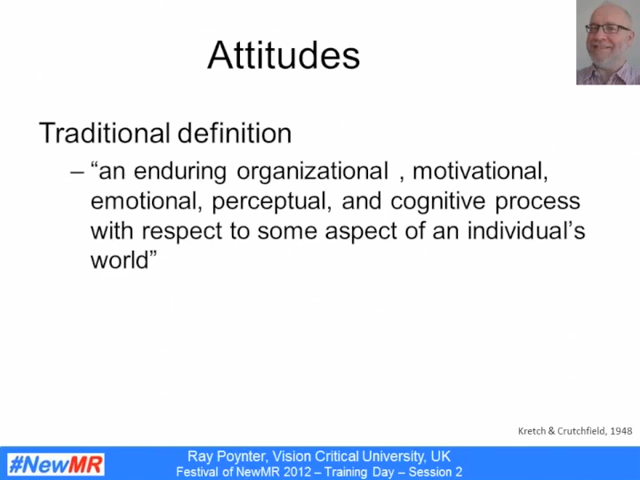 Attitudes
Traditional definition
– “an enduring organizational , motivational,
emotional, perceptual, and cognitive process
with respect to some aspect of an individual’s
world”
Kretch & Crutchfield, 1948
#NewMR
Ray Poynter, Vision Critical University, UK
Festival of NewMR 2012 – Training Day – Session 2